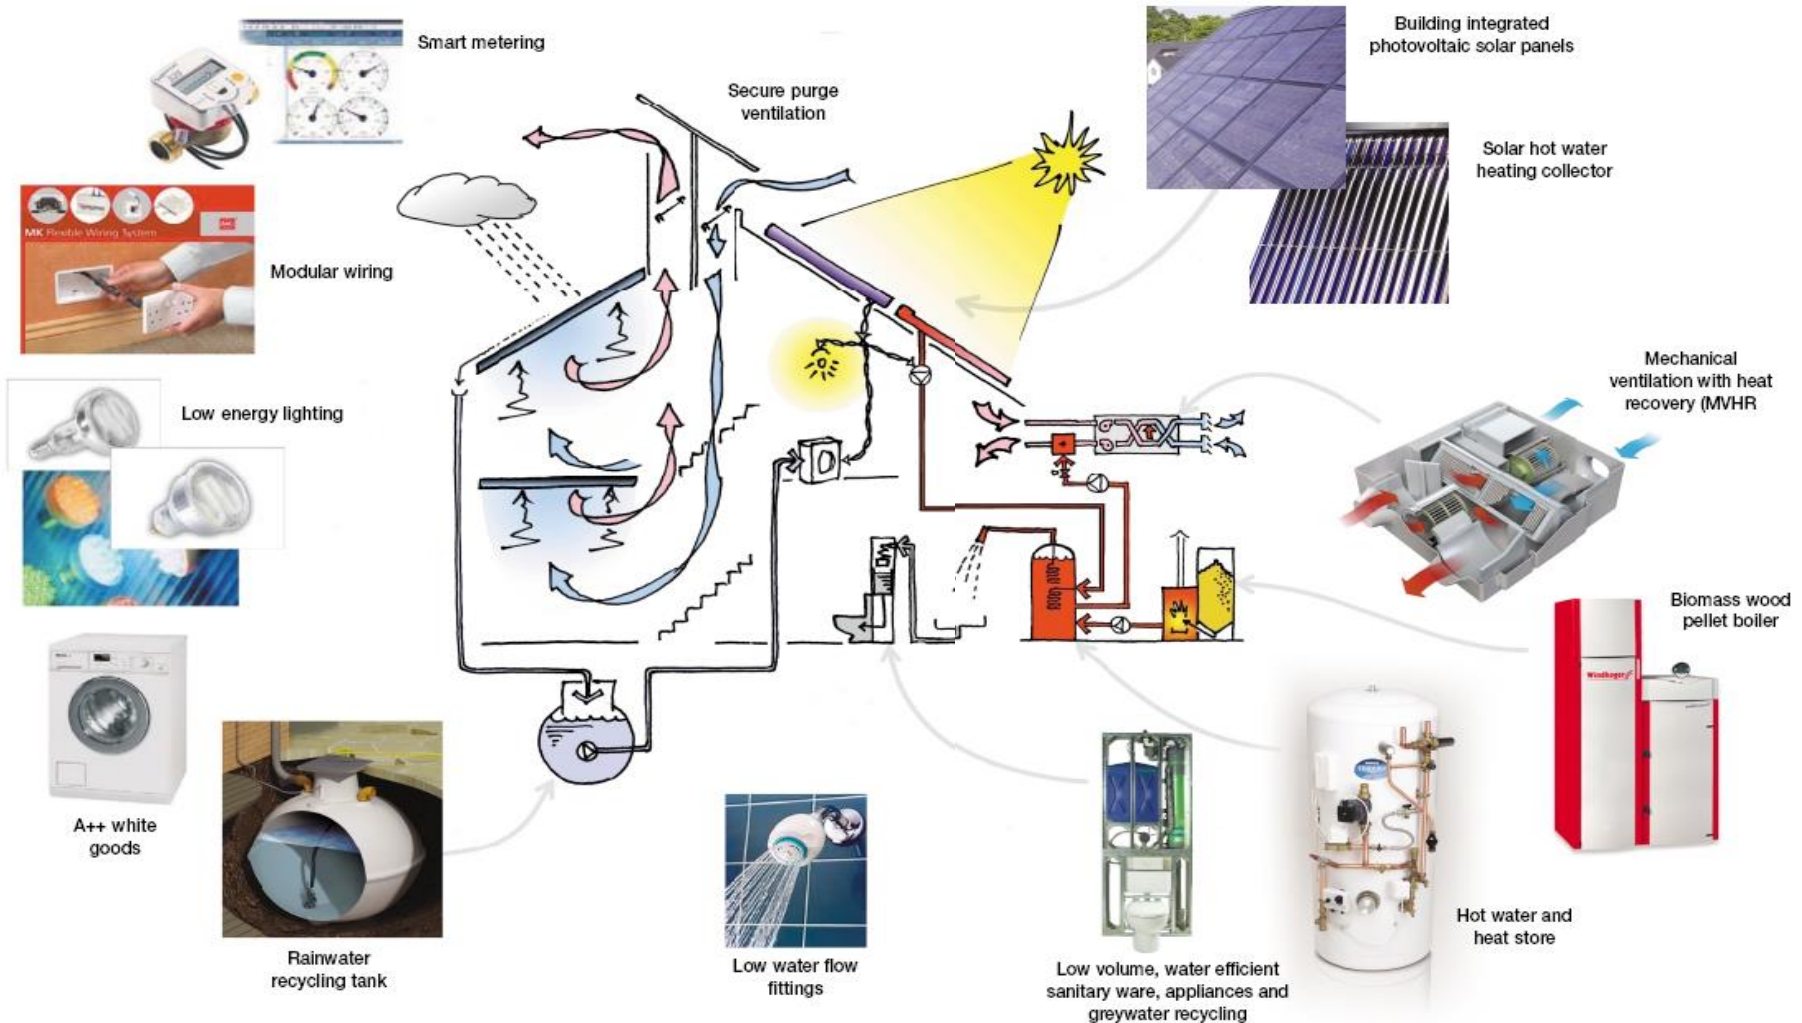 Smart metering
Secure purge
ventilation
Building integrated
photovoltaic solar panels
Solar hot water
heating collector
MK Flexible Wiring System
Modular wiring
Low energy lighting
Mechanical
ventilation with heat
recovery (MVHR
Biomass wood
pellet boiler
Windhager
A++ white
goods
Rainwater
recycling tank
Low water flow
fittings
Low volume, water efficient
sanitary ware, appliances and
greywater recycling
Hot water and
heat store